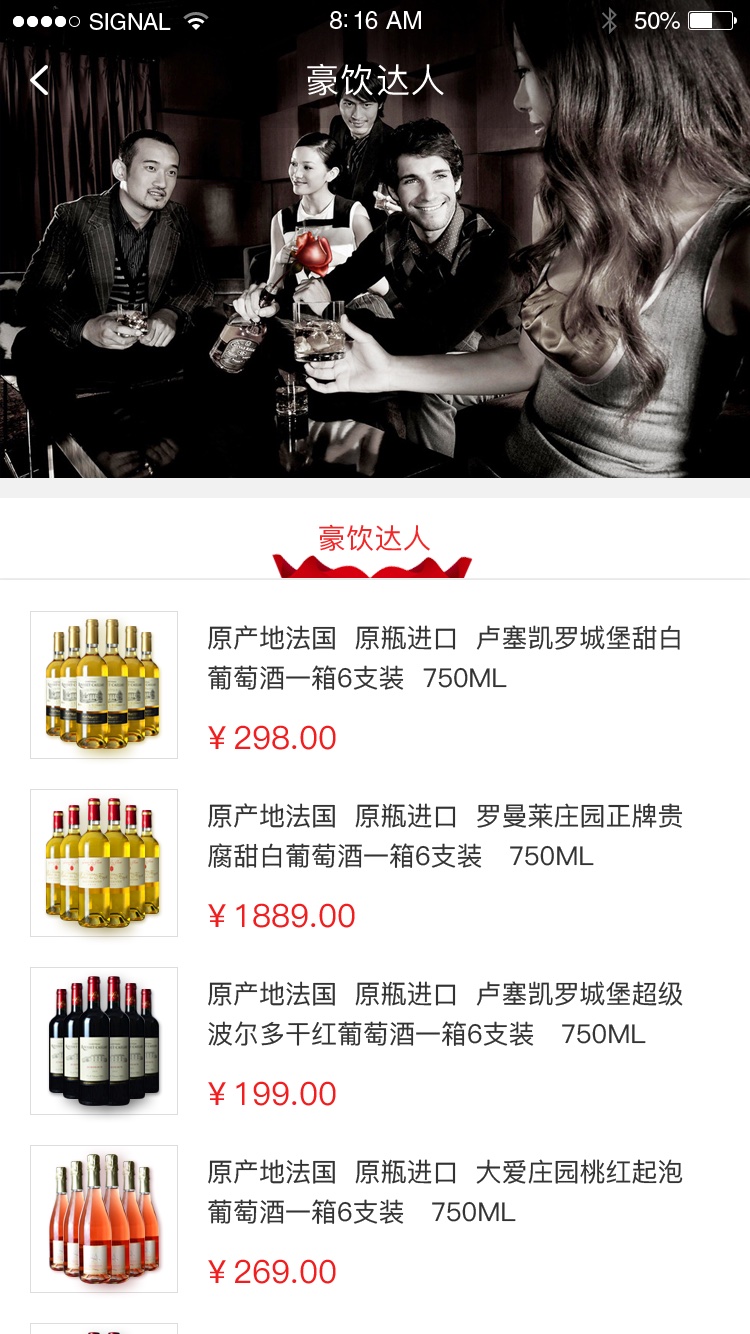 SIGNAL 8:16 AM 50%
豪饮达人
豪饮达人
原产地法国 原瓶进口 卢塞凯罗城堡甜白
葡萄酒一箱6支装 750ML
¥ 298.00
原产地法国 原瓶进口 罗曼莱庄园正牌贵
腐甜白葡萄酒一箱6支装 750ML
¥ 1889.00
原产地法国 原瓶进口 卢塞凯罗城堡超级
波尔多干红葡萄酒一箱6支装 750ML
¥ 199.00
原产地法国 原瓶进口 大爱庄园桃红起泡
葡萄酒一箱6支装 750ML
¥ 269.00